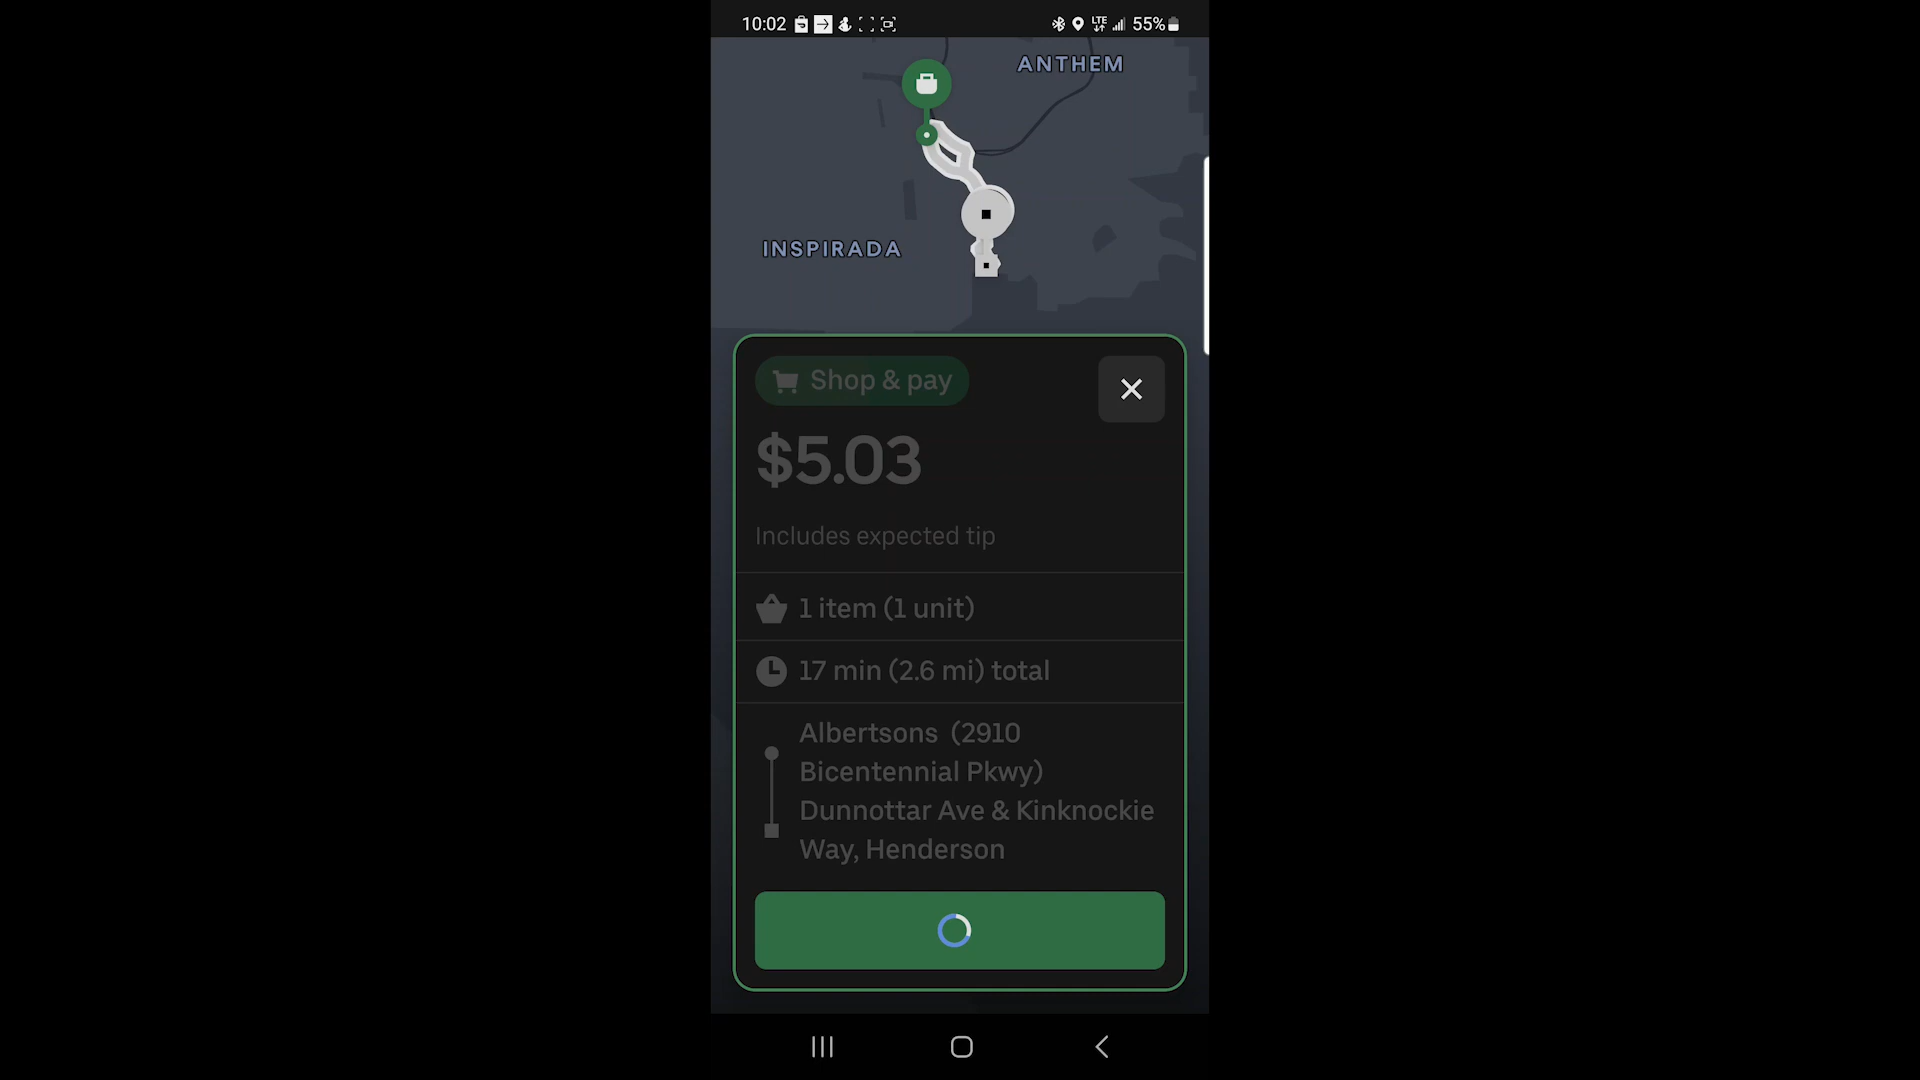 10:02
LTE
55%
ANTHEM
INSPIRADA
Shop & pay
$5.03
Includes expected tip
1 item (1 unit)
17 min (2.6 mi) total
Albertsons (2910
Bicentennial Pkwy)
Dunnottar Ave & Kinknockie
Way, Henderson